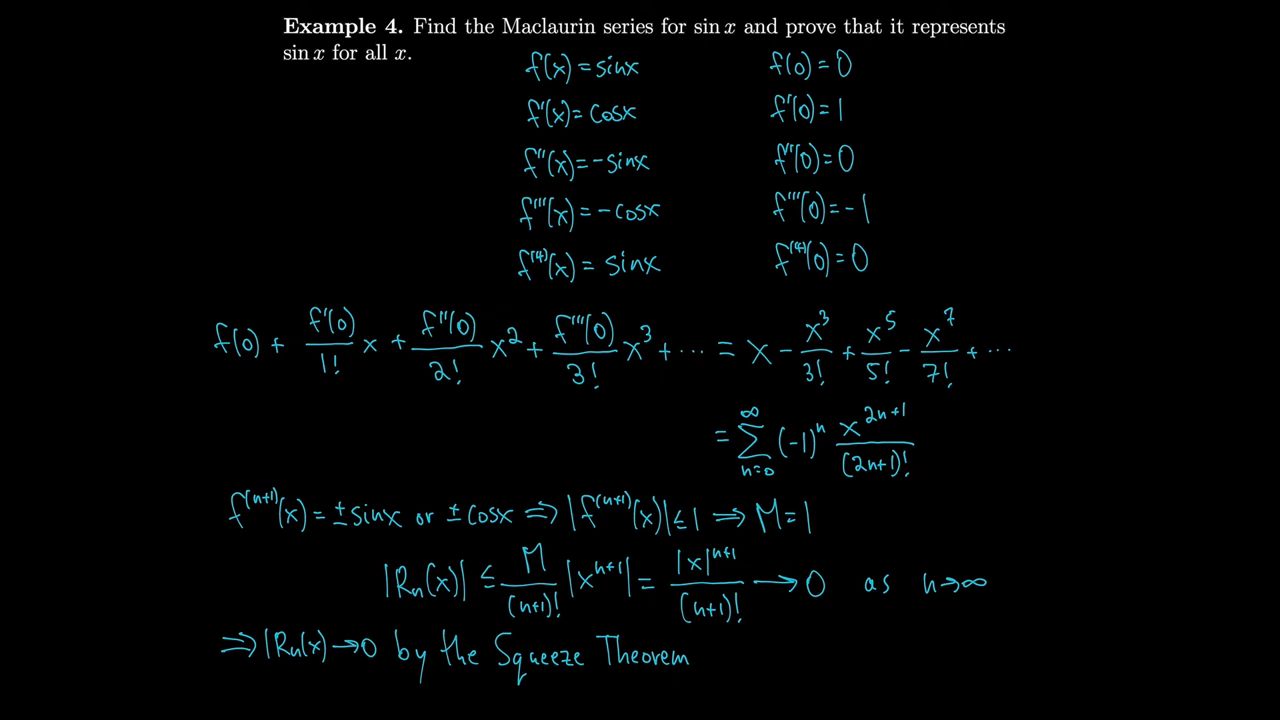 Example 4. Find the Maclaurin series for sin x and prove that it represents
sin x for all x.
f(x) = sinx f(0) = 0
f'(x) = cosx f'(0) = 1
f''(x) = -sinx f''(0) = 0
f'''(x) = -cosx f'''(0) = -1
f⁽⁴⁾(x) = sinx f⁽⁴⁾(0) = 0
f(0) + f'(0)/1! x + f''(0)/2! x² + f'''(0)/3! x³ + ··· = x - x³/3! + x⁵/5! - x⁷/7! + ···
= ∑_{n=0}^{∞} (-1)^n x^{2n+1}/(2n+1)!
f^{(n+1)}(x) = ± sinx or ± cosx ⟹ |f^{(n+1)}(x)| ≤ 1 ⟹ M = 1
|Rn(x)| ≤ M/(n+1)! |x^{n+1}| = |x|^{n+1}/(n+1)! → 0 as n→∞
⟹ |Rn(x) → 0 by the Squeeze Theorem